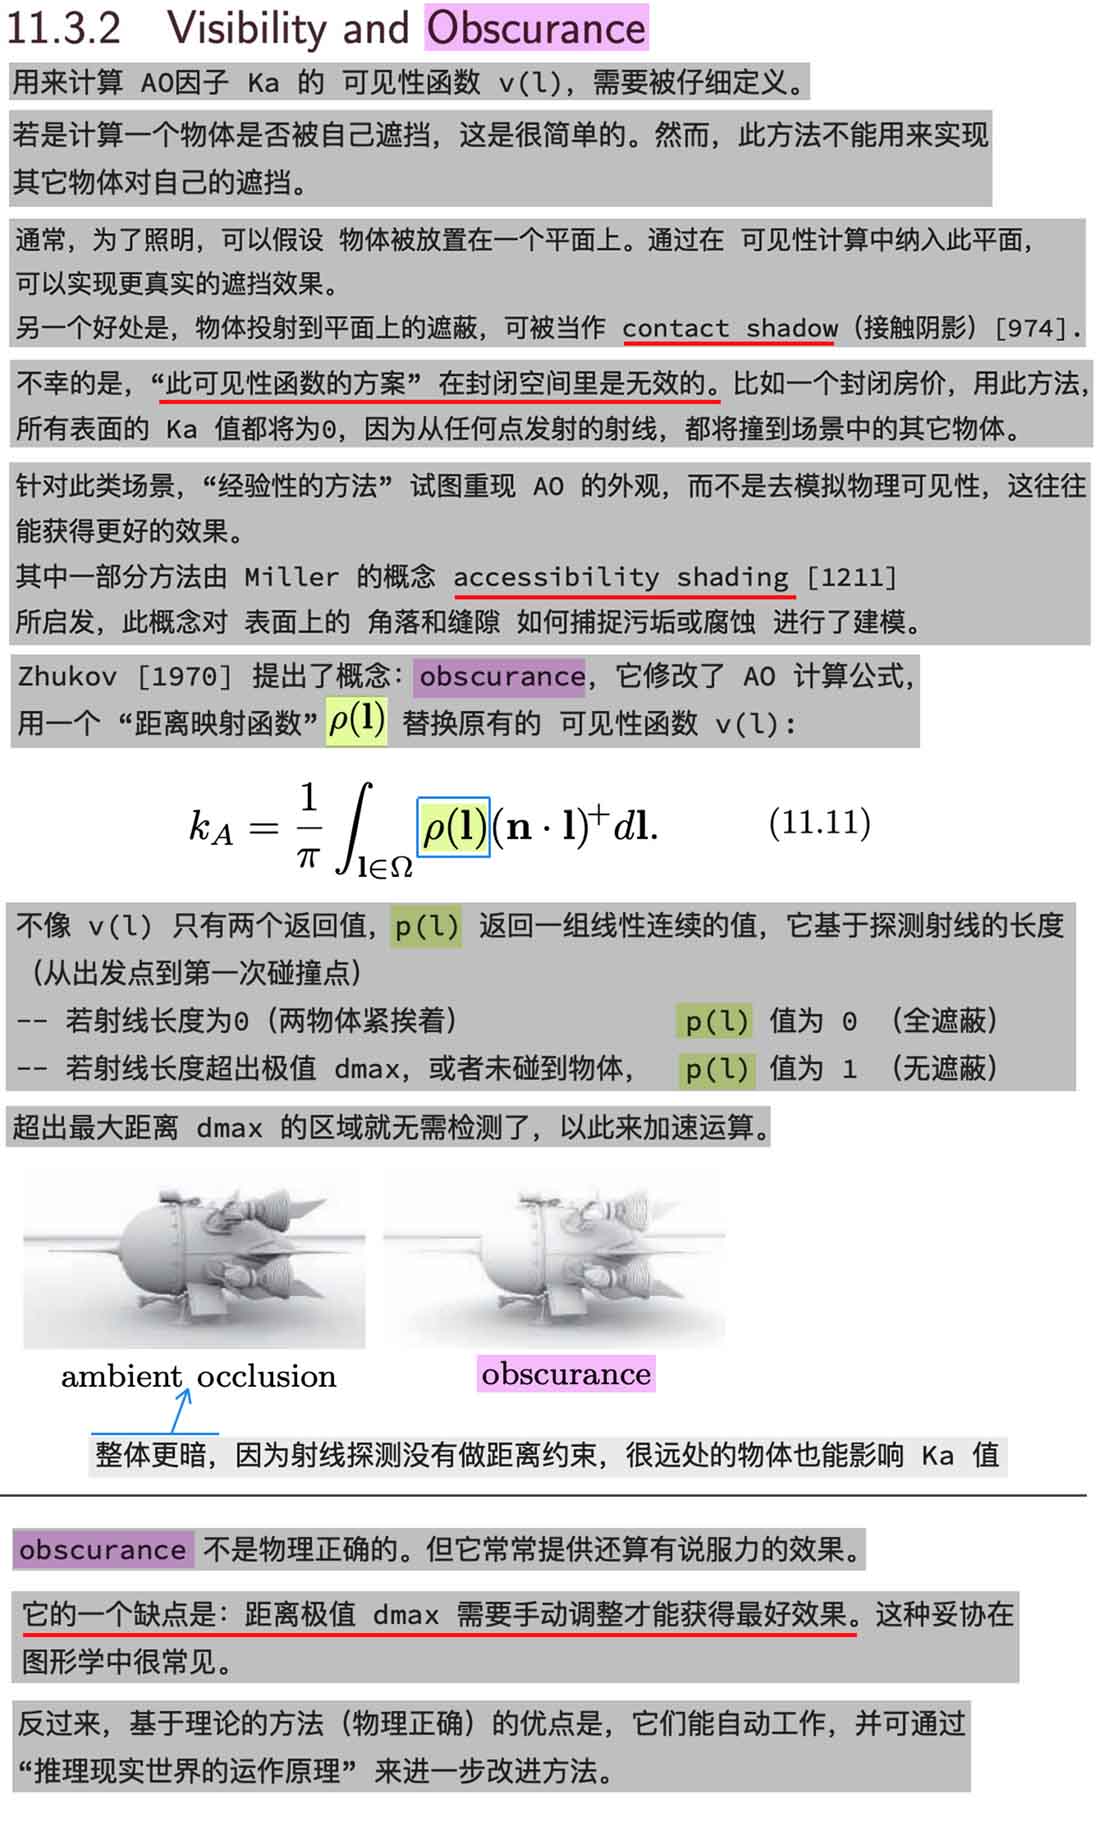 11.3.2 Visibility and Obscurance
用来计算 AO因子 Ka 的 可见性函数 v(l)，需要被仔细定义。
若是计算一个物体是否被自己遮挡，这是很简单的。然而，此方法不能用来实现
其它物体对自己的遮挡。
通常，为了照明，可以假设 物体被放置在一个平面上。通过在 可见性计算中纳入此平面，
可以实现更真实的遮挡效果。
另一个好处是，物体投射到平面上的遮蔽，可被当作 contact shadow（接触阴影）[974].
不幸的是，“此可见性函数的方案” 在封闭空间里是无效的。比如一个封闭房价，用此方法，
所有表面的 Ka 值都将为0，因为从任何点发射的射线，都将撞到场景中的其它物体。
针对此类场景，“经验性的方法” 试图重现 AO 的外观，而不是去模拟物理可见性，这往往
能获得更好的效果。
其中一部分方法由 Miller 的概念 accessibility shading [1211]
所启发，此概念对 表面上的 角落和缝隙 如何捕捉污垢或腐蚀 进行了建模。
Zhukov [1970] 提出了概念：obscurance，它修改了 AO 计算公式，
用一个 “距离映射函数” ρ(l) 替换原有的 可见性函数 v(l):
k_A = 1/π ∫_{l∈Ω} ρ(l)(n · l)⁺dl. (11.11)
不像 v(l) 只有两个返回值，p(l) 返回一组线性连续的值，它基于探测射线的长度
（从出发点到第一次碰撞点）
-- 若射线长度为0（两物体紧挨着） p(l) 值为 0 （全遮蔽）
-- 若射线长度超出极值 dmax，或者未碰到物体， p(l) 值为 1 （无遮蔽）
超出最大距离 dmax 的区域就无需检测了，以此来加速运算。
ambient occlusion obscurance
整体更暗，因为射线探测没有做距离约束，很远处的物体也能影响 Ka 值
obscurance 不是物理正确的。但它常常提供还算有说服力的效果。
它的一个缺点是：距离极值 dmax 需要手动调整才能获得最好效果。这种妥协在
图形学中很常见。
反过来，基于理论的方法（物理正确）的优点是，它们能自动工作，并可通过
“推理现实世界的运作原理” 来进一步改进方法。